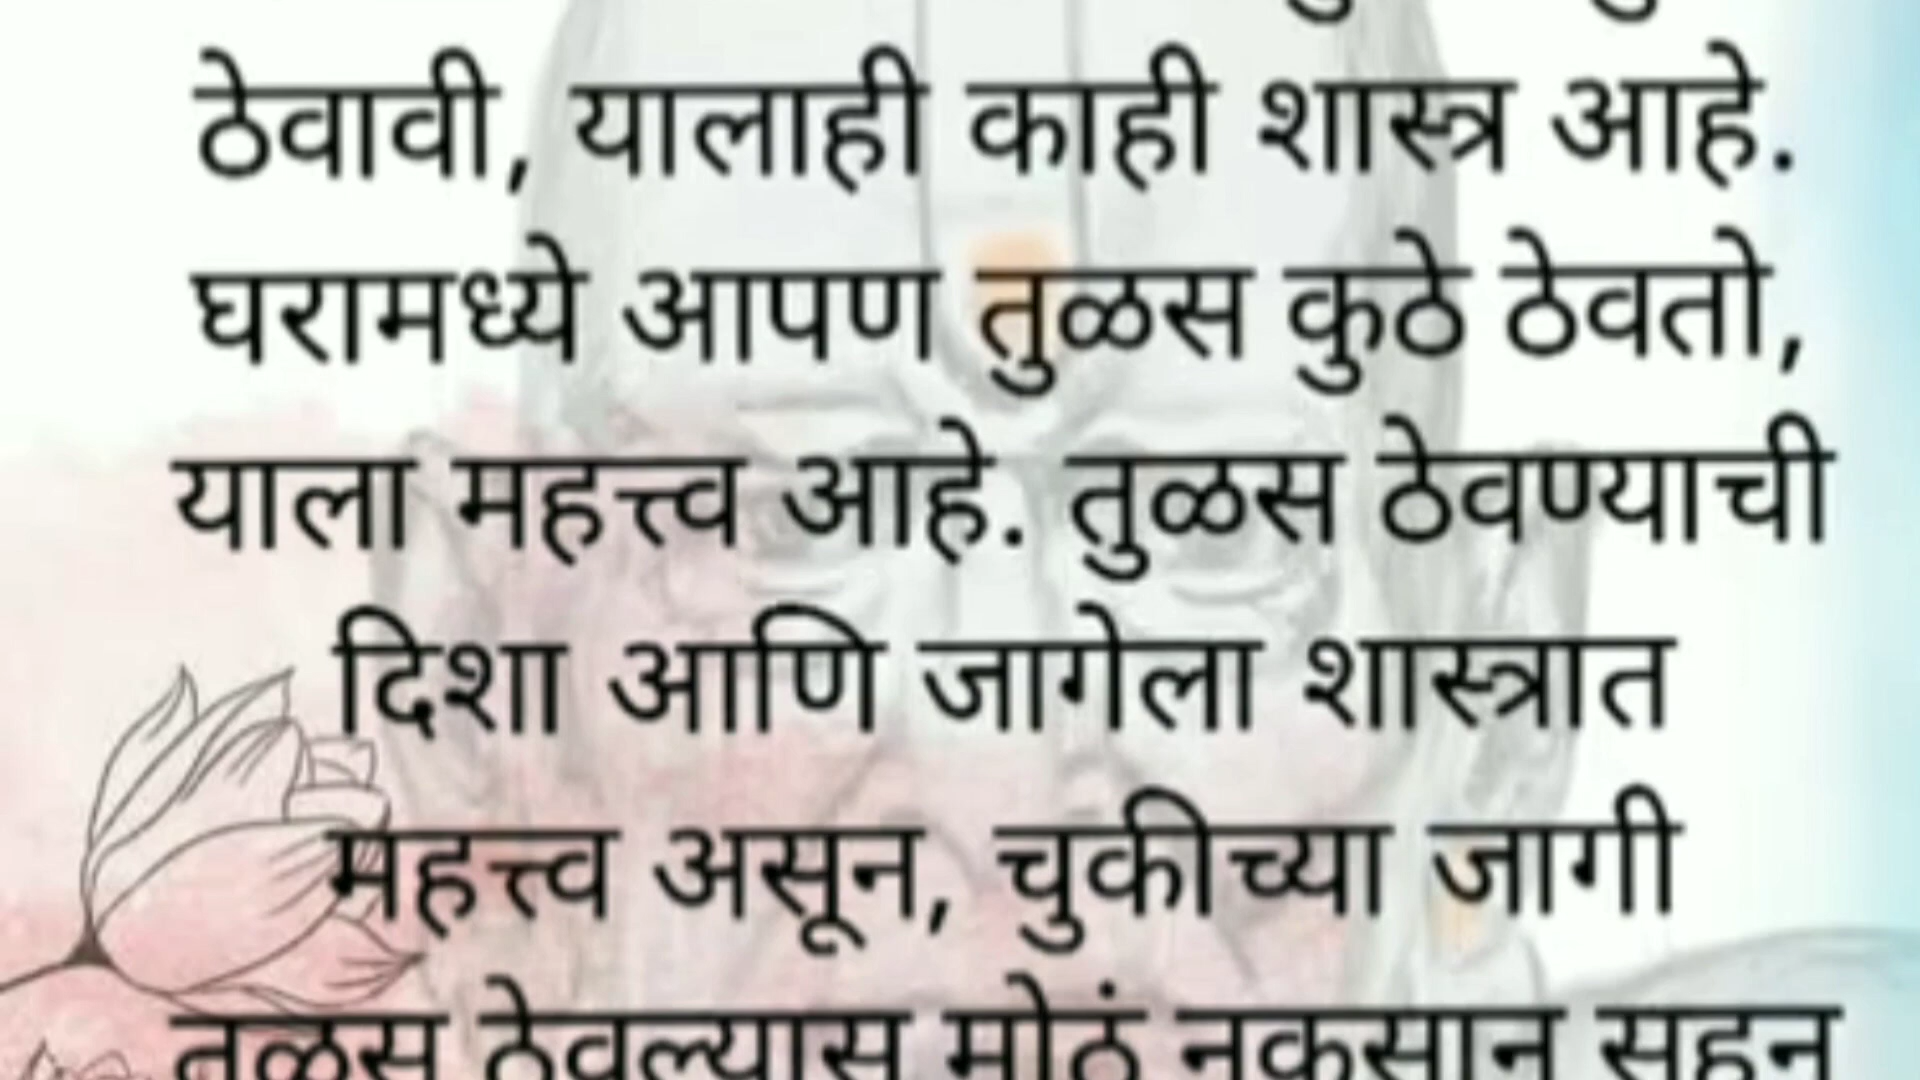 ठेवावी, यालाही काही शास्त्र आहे.
घरामध्ये आपण तुळस कुठे ठेवतो,
याला महत्त्व आहे. तुळस ठेवण्याची
दिशा आणि जागेला शास्त्रात
महत्त्व असून, चुकीच्या जागी
तुळस ठेवल्यास मोठं नुकसान सहन